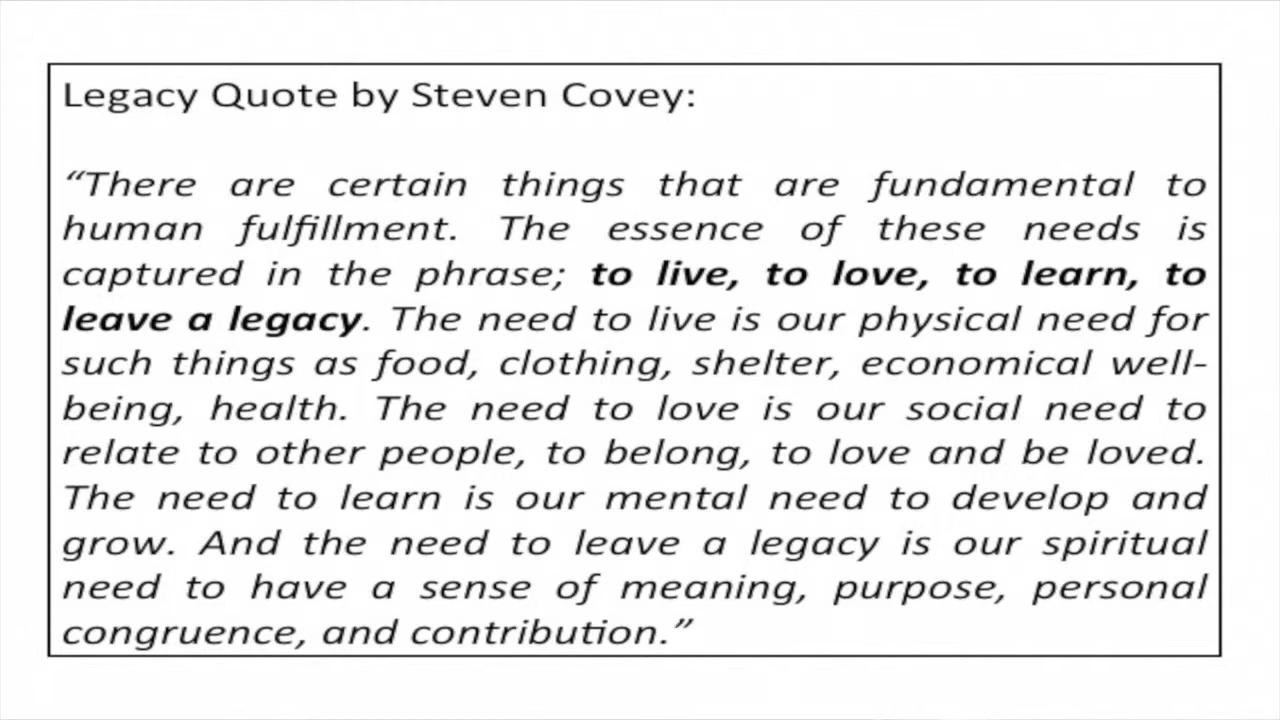 Legacy Quote by Steven Covey:
“There are certain things that are fundamental to
human fulfillment. The essence of these needs is
captured in the phrase; to live, to love, to learn, to
leave a legacy. The need to live is our physical need for
such things as food, clothing, shelter, economical well-
being, health. The need to love is our social need to
relate to other people, to belong, to love and be loved.
The need to learn is our mental need to develop and
grow. And the need to leave a legacy is our spiritual
need to have a sense of meaning, purpose, personal
congruence, and contribution.”